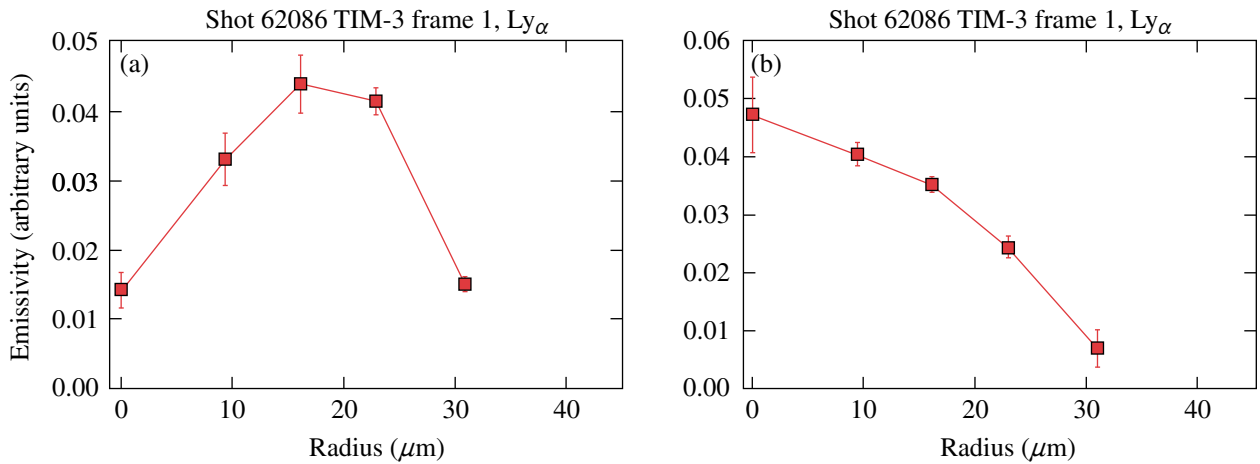 Shot 62086 TIM-3 frame 1, Lyα
(a)
Emissivity (arbitrary units)
0.05
0.04
0.03
0.02
0.01
0.00
0 10 20 30 40
Radius (μm)
Shot 62086 TIM-3 frame 1, Lyα
(b)
0.06
0.05
0.04
0.03
0.02
0.01
0.00
0 10 20 30 40
Radius (μm)